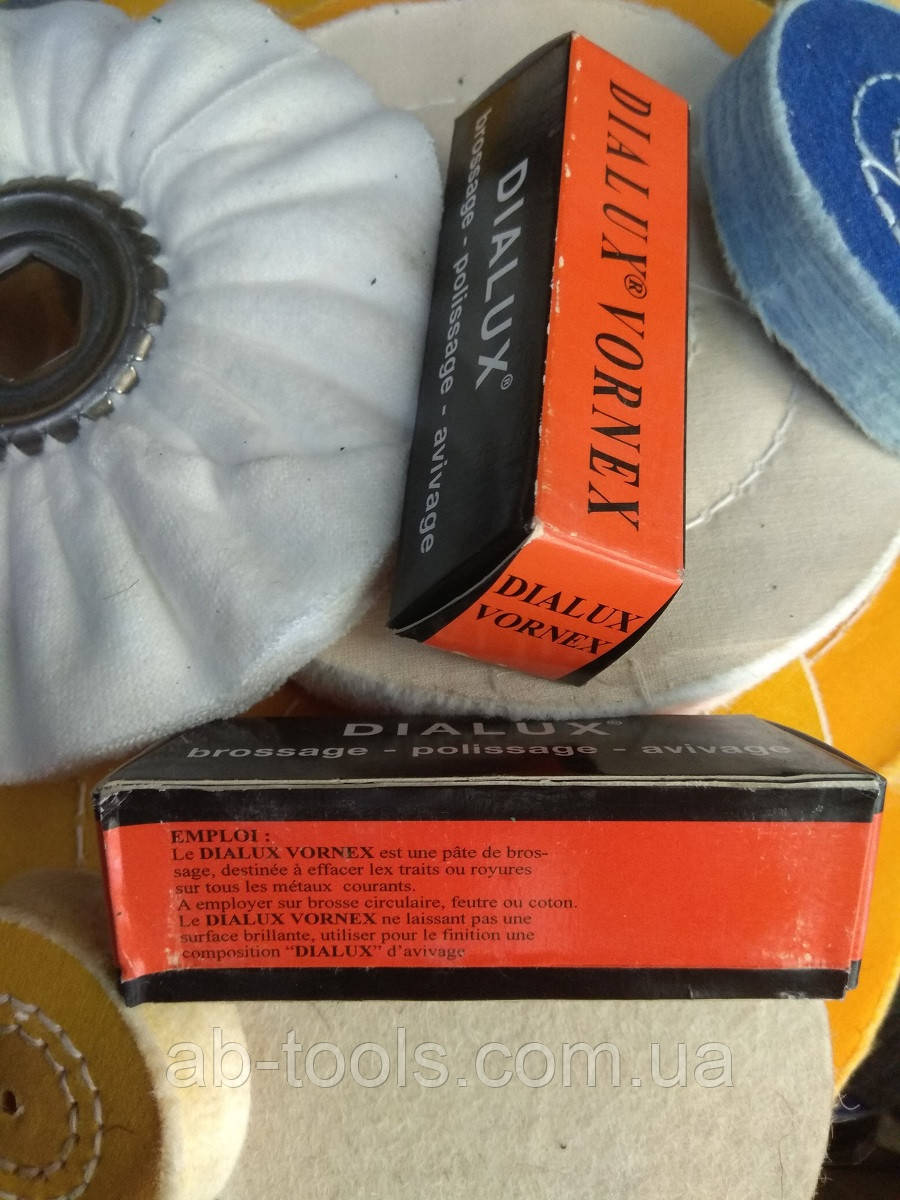 DIALUX® VORNEX
DIALUX®
brossage - polissage - avivage
DIALUX
VORNEX
DIALUX®
brossage - polissage - avivage
EMPLOI :
Le DIALUX VORNEX est une pâte de bros-
sage, destinée à effacer lex traits ou royures
sur tous les métaux courants.
A employer sur brosse circulaire, feutre ou coton.
Le DIALUX VORNEX ne laissant pas une
surface brillante, utiliser pour le finition une
composition “DIALUX” d’avivage
ab-tools.com.ua